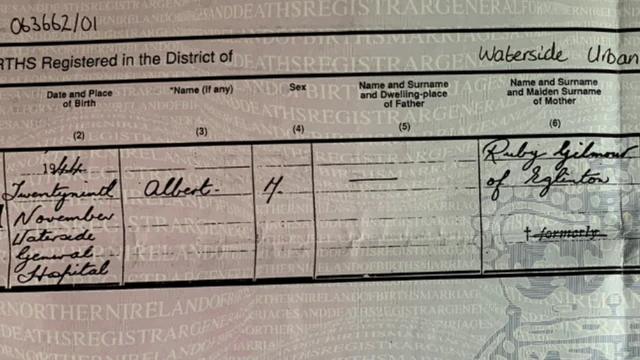 063662/01
RTHS Registered in the District of Waterside Urban
Date and Place of Birth
*Name (if any)
Sex
Name and Surname and Dwelling-place of Father
Name and Surname and Maiden Surname of Mother
(2) (3) (4) (5) (6)
1944
Twentyninth
November
Waterside
General
Hospital
Albert.
—
Ruby Gilmour
of Eglinton
† formerly